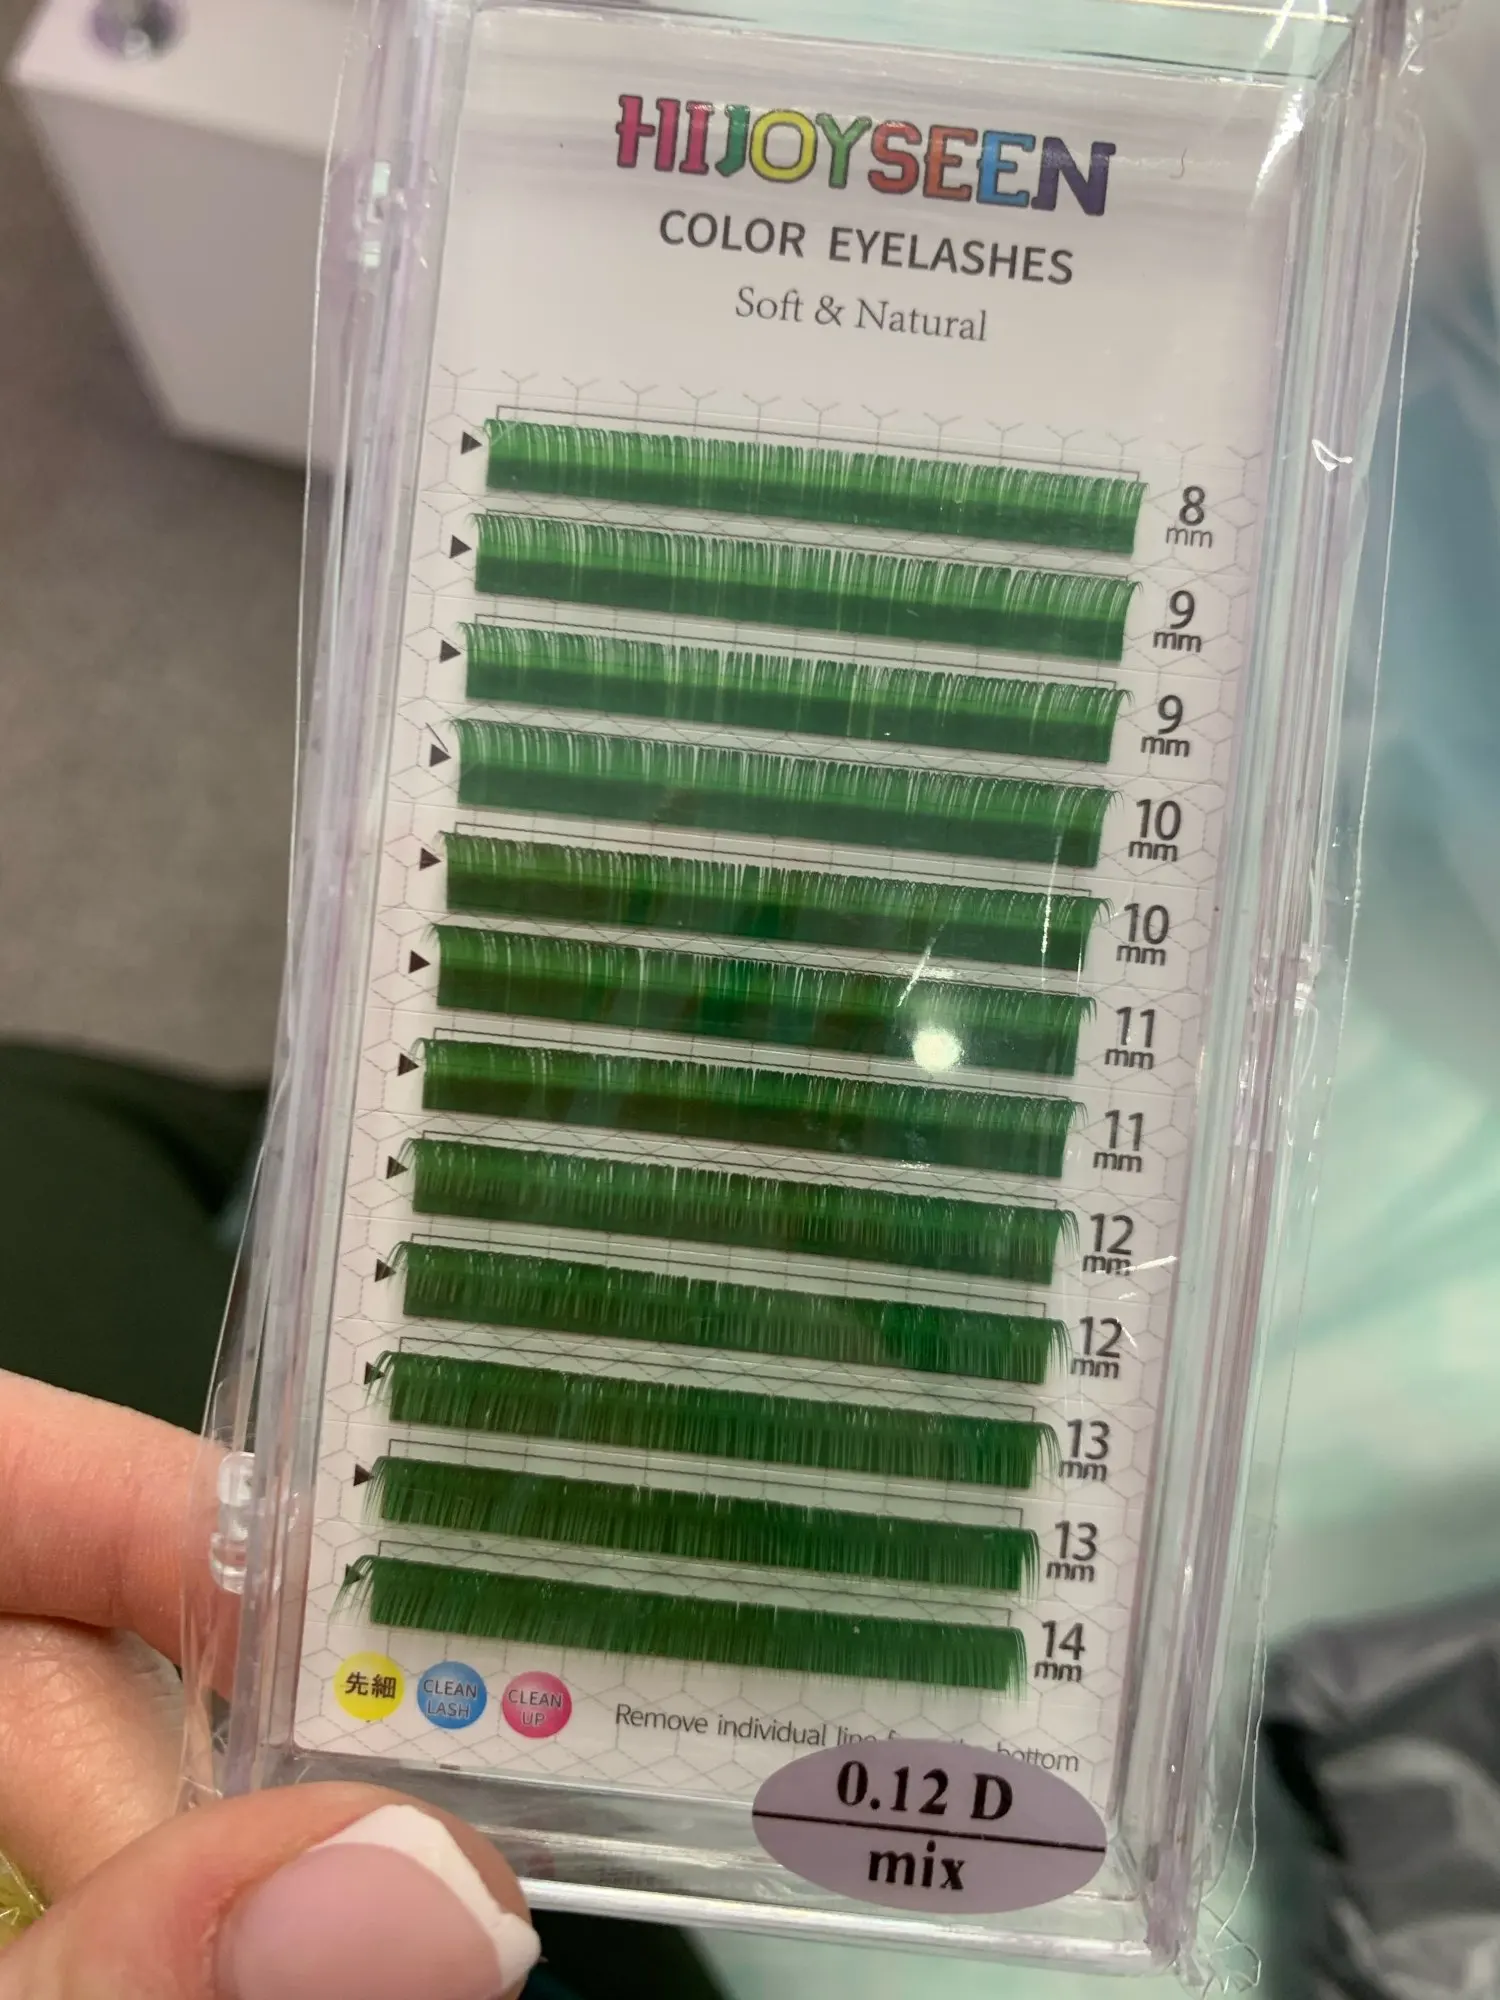 HIJOYSEEN
COLOR EYELASHES
Soft & Natural
8
mm
9
mm
9
mm
10
mm
10
mm
11
mm
11
mm
12
mm
12
mm
13
mm
13
mm
14
mm
先細
CLEAN
LASH
CLEAN
UP
Remove individual line bottom
0.12 D
mix